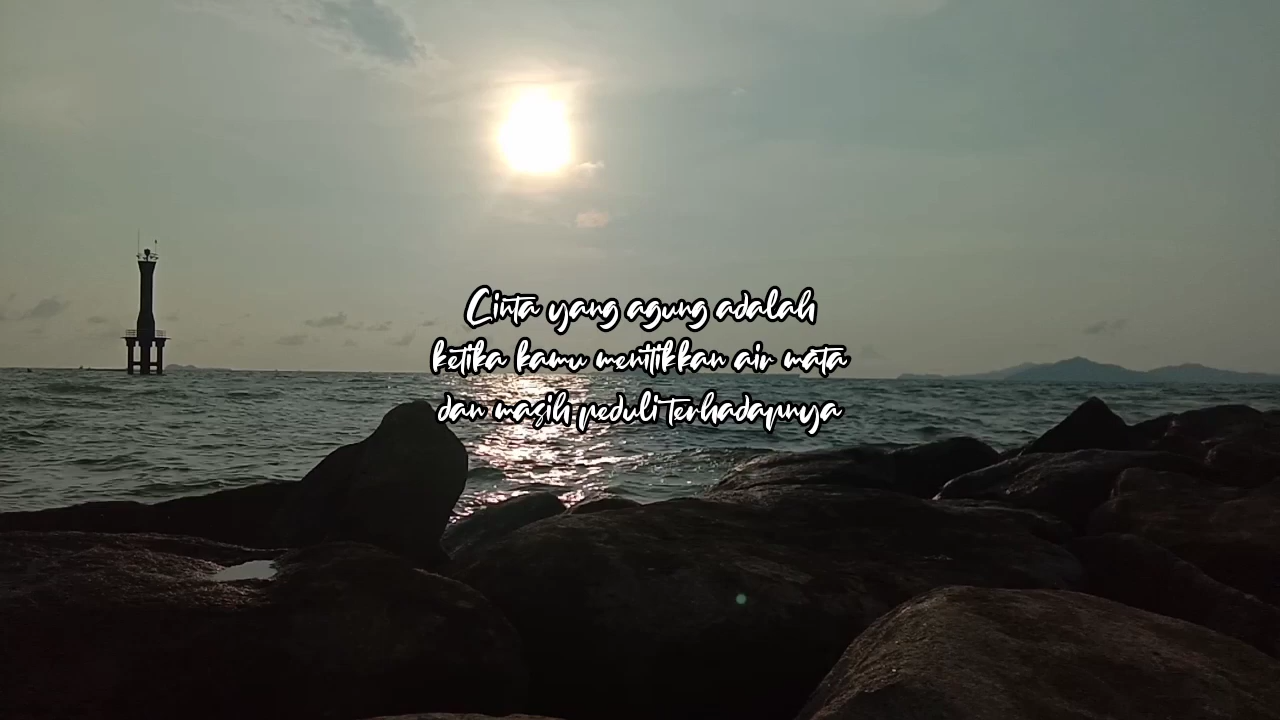 Cinta yang agung adalah
ketika kamu menitikkan air mata
dan masih peduli terhadapnya